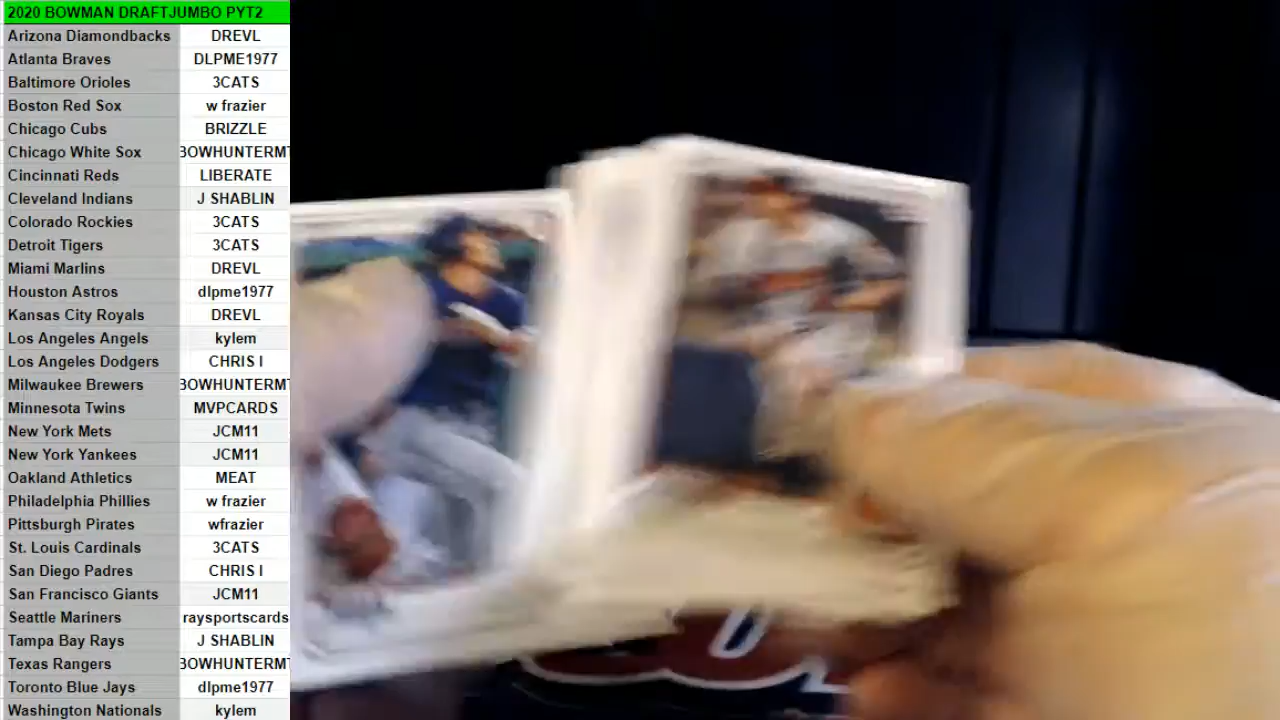 2020 BOWMAN DRAFTJUMBO PYT2
Arizona Diamondbacks DREVL
Atlanta Braves DLPME1977
Baltimore Orioles 3CATS
Boston Red Sox w frazier
Chicago Cubs BRIZZLE
Chicago White Sox BOWHUNTERMT
Cincinnati Reds LIBERATE
Cleveland Indians J SHABLIN
Colorado Rockies 3CATS
Detroit Tigers 3CATS
Miami Marlins DREVL
Houston Astros dlpme1977
Kansas City Royals DREVL
Los Angeles Angels kylem
Los Angeles Dodgers CHRIS I
Milwaukee Brewers BOWHUNTERMT
Minnesota Twins MVPCARDS
New York Mets JCM11
New York Yankees JCM11
Oakland Athletics MEAT
Philadelphia Phillies w frazier
Pittsburgh Pirates wfrazier
St. Louis Cardinals 3CATS
San Diego Padres CHRIS I
San Francisco Giants JCM11
Seattle Mariners raysportscards
Tampa Bay Rays J SHABLIN
Texas Rangers BOWHUNTERMT
Toronto Blue Jays dlpme1977
Washington Nationals kylem